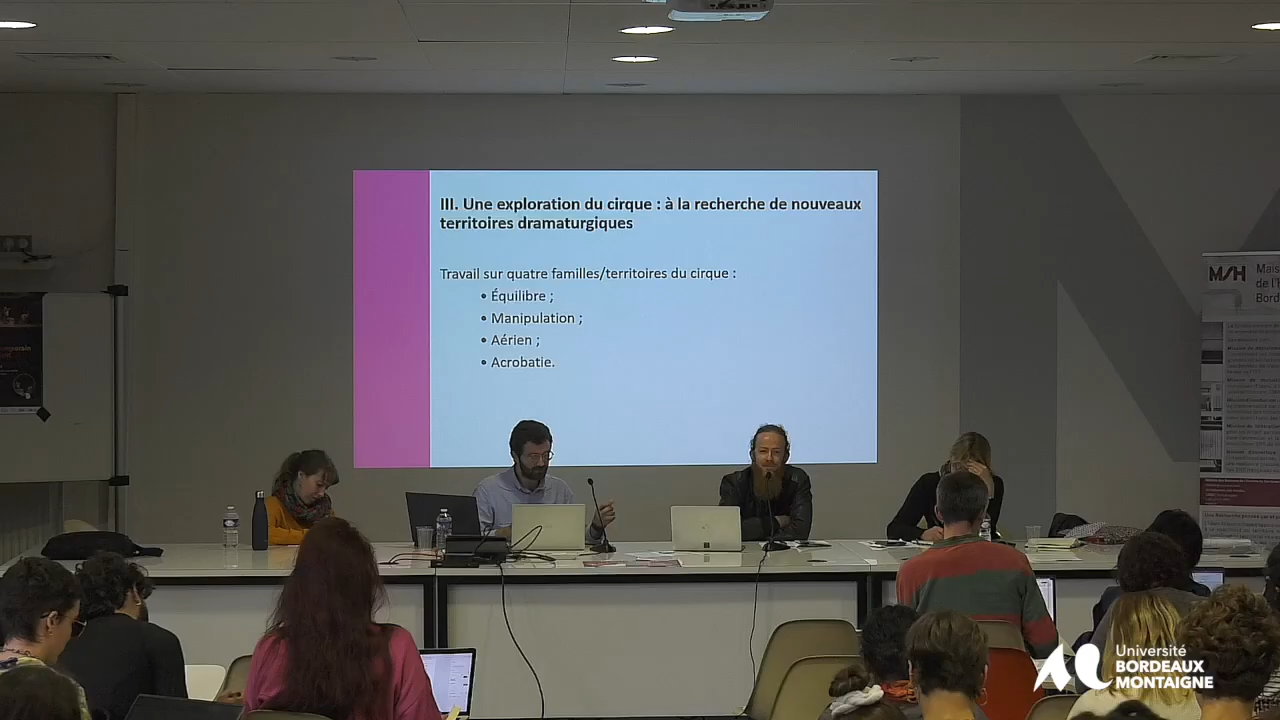 III. Une exploration du cirque : à la recherche de nouveaux
territoires dramaturgiques
Travail sur quatre familles/territoires du cirque :
• Équilibre ;
• Manipulation ;
• Aérien ;
• Acrobatie.
MSH
Université
BORDEAUX
MONTAIGNE